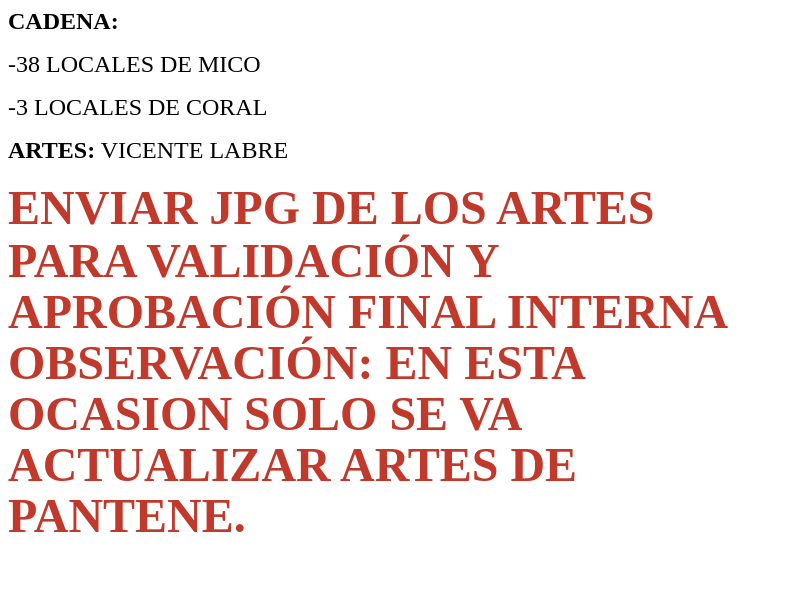 CADENA:
-38 LOCALES DE MICO
-3 LOCALES DE CORAL
ARTES: VICENTE LABRE
ENVIAR JPG DE LOS ARTES
PARA VALIDACIÓN Y
APROBACIÓN FINAL INTERNA
OBSERVACIÓN: EN ESTA
OCASION SOLO SE VA
ACTUALIZAR ARTES DE
PANTENE.